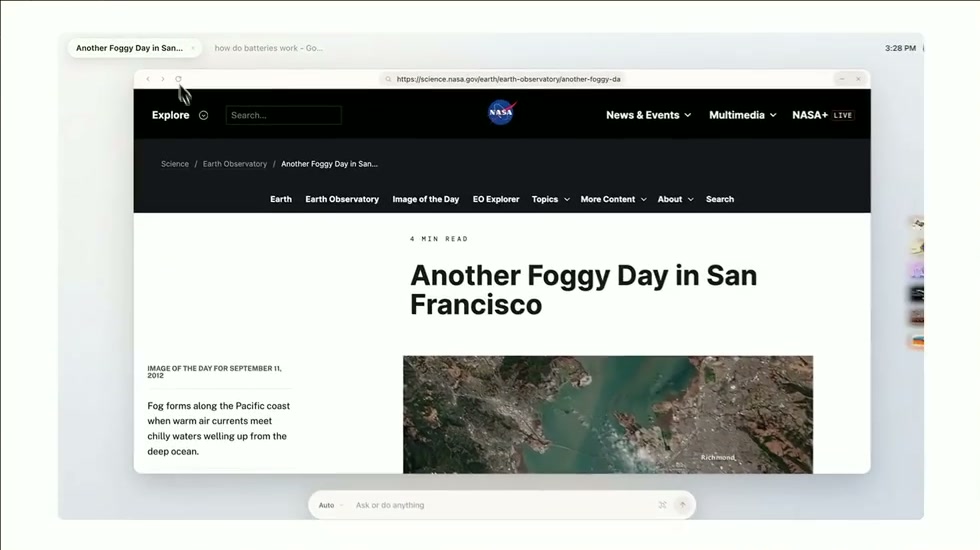 Another Foggy Day in San...
how do batteries work - Go...
3:28 PM
https://science.nasa.gov/earth/earth-observatory/another-foggy-da
Explore
Search...
NASA
News & Events
Multimedia
NASA+ LIVE
Science / Earth Observatory / Another Foggy Day in San...
Earth
Earth Observatory
Image of the Day
EO Explorer
Topics
More Content
About
Search
4 MIN READ
Another Foggy Day in San
Francisco
IMAGE OF THE DAY FOR SEPTEMBER 11,
2012
Fog forms along the Pacific coast
when warm air currents meet
chilly waters welling up from the
deep ocean.
Richmond
Auto
Ask or do anything